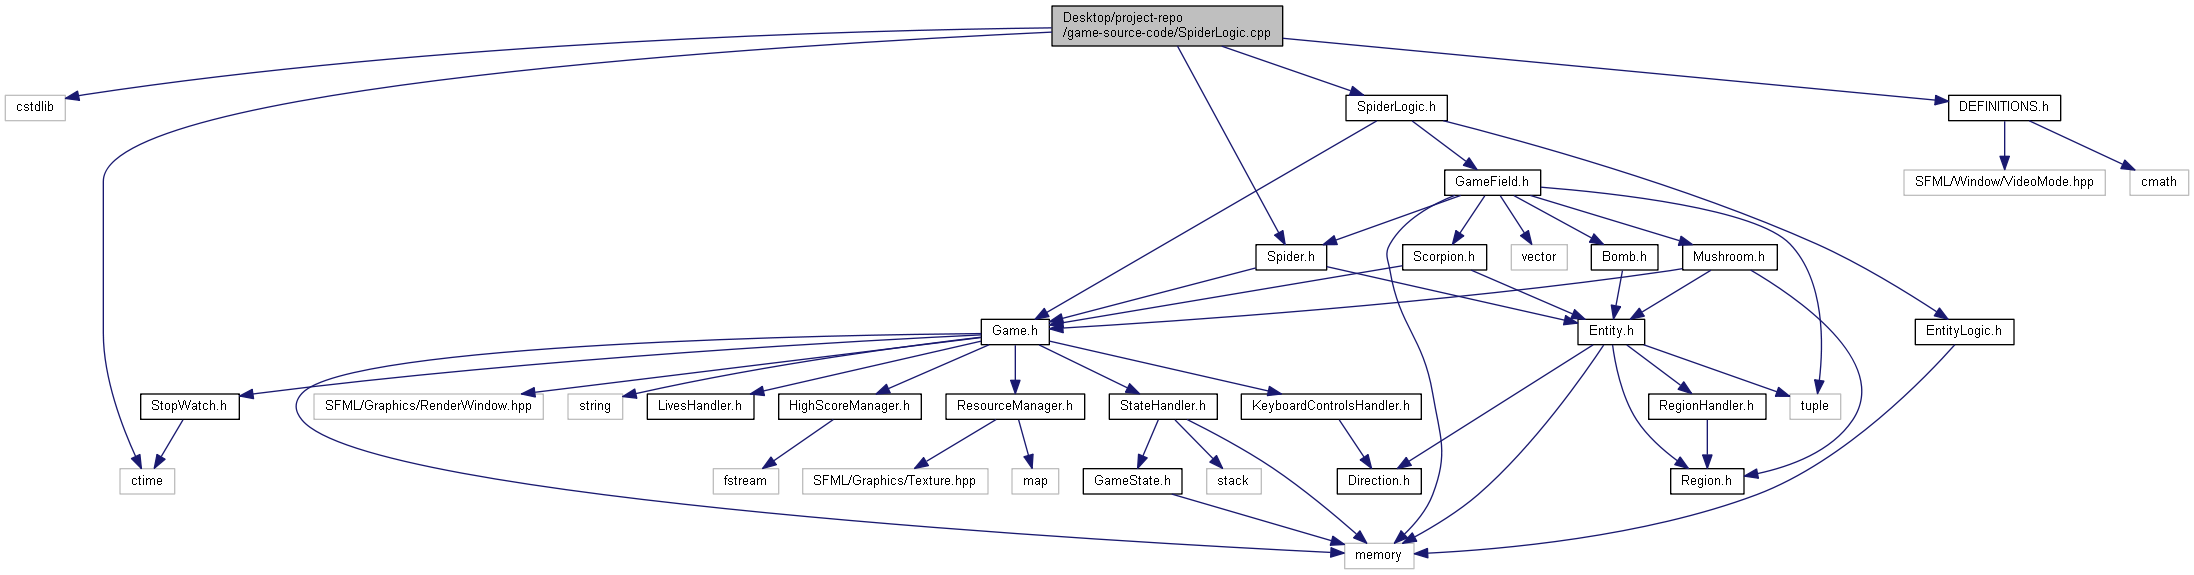 Desktop/project-repo
/game-source-code/SpiderLogic.cpp
cstdlib
SpiderLogic.h
DEFINITIONS.h
GameField.h
SFML/Window/VideoMode.hpp
cmath
Spider.h
Scorpion.h
vector
Bomb.h
Mushroom.h
Game.h
Entity.h
EntityLogic.h
StopWatch.h
SFML/Graphics/RenderWindow.hpp
string
LivesHandler.h
HighScoreManager.h
ResourceManager.h
StateHandler.h
KeyboardControlsHandler.h
RegionHandler.h
tuple
ctime
fstream
SFML/Graphics/Texture.hpp
map
GameState.h
stack
Direction.h
Region.h
memory